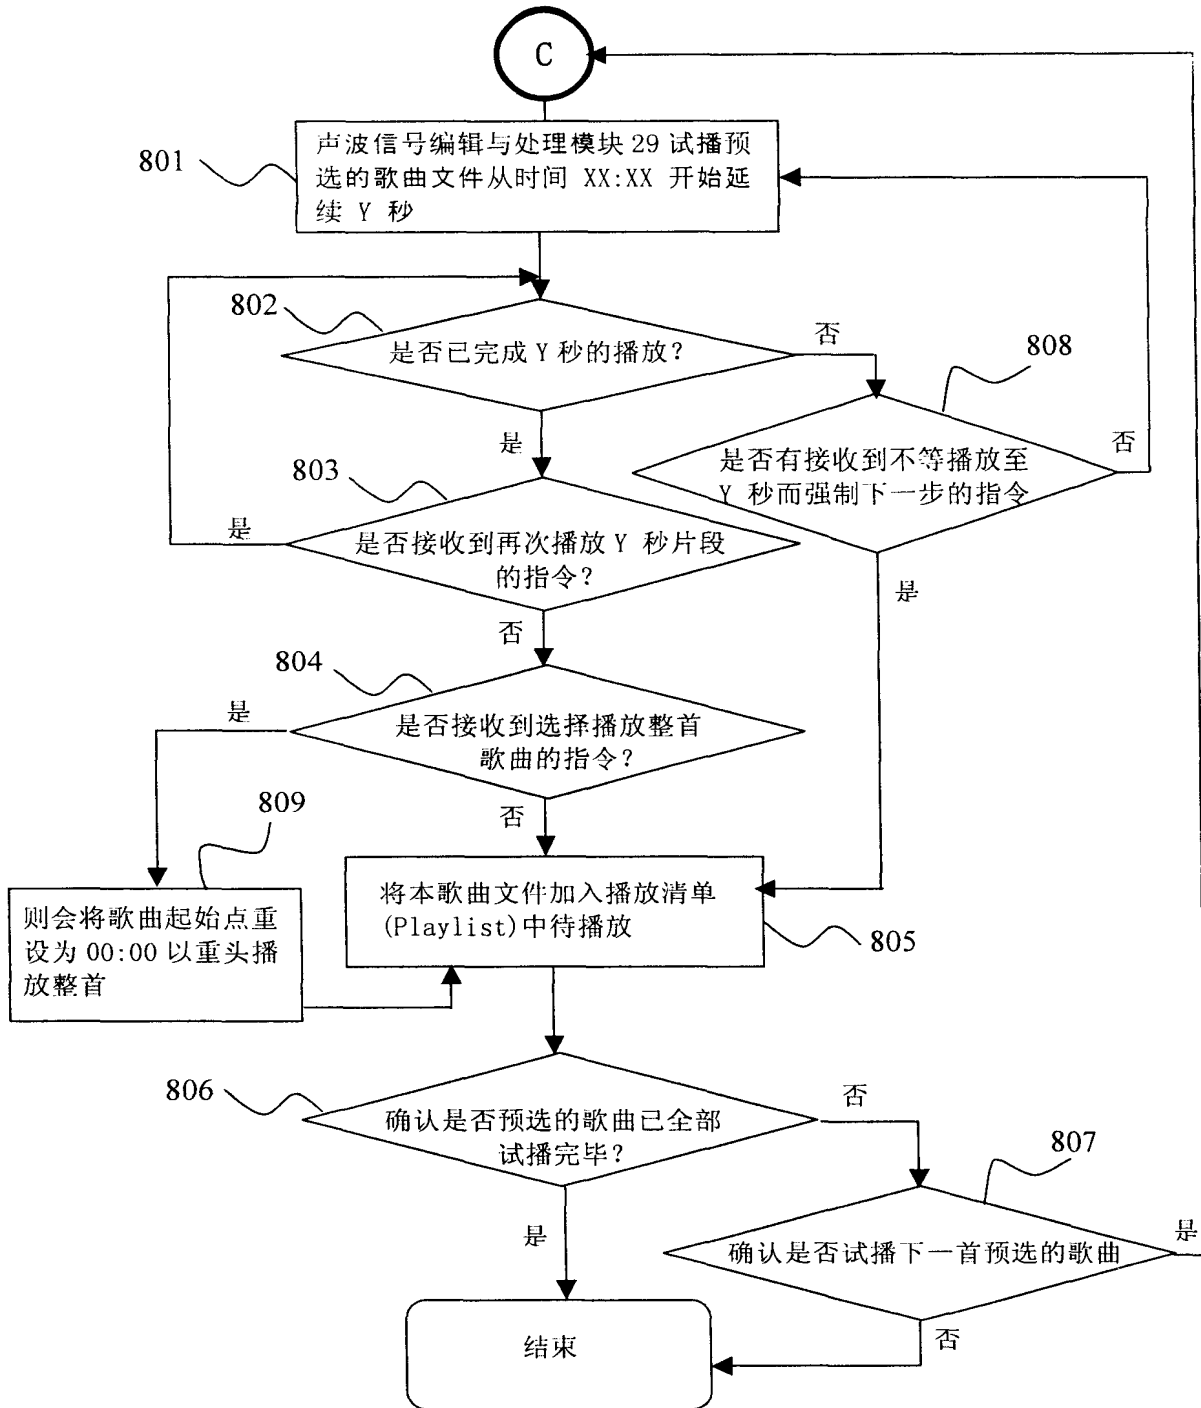 C
801
声波信号编辑与处理模块 29 试播预
选的歌曲文件从时间 XX:XX 开始延
续 Y 秒
802
是否已完成 Y 秒的播放？
否
808
是
是否有接收到不等播放至
Y 秒而强制下一步的指令
否
803
是
是否接收到再次播放 Y 秒片段
的指令？
是
否
804
是
是否接收到选择播放整首
歌曲的指令？
否
809
则会将歌曲起始点重
设为 00:00 以重头播
放整首
将本歌曲文件加入播放清单
(Playlist)中待播放
805
806
确认是否预选的歌曲已全部
试播完毕？
否
807
是
确认是否试播下一首预选的歌曲
是
结束
否